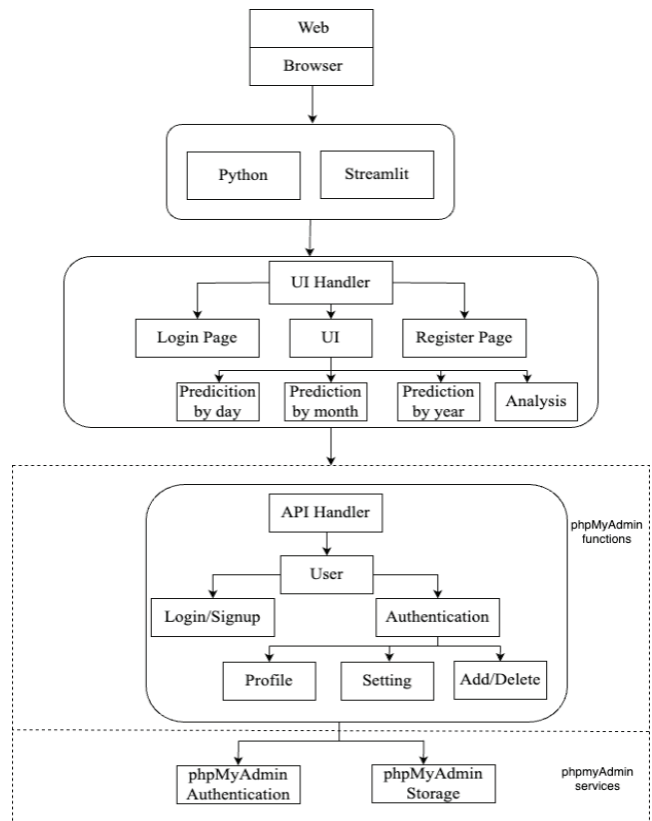 Web
Browser
Python
Streamlit
UI Handler
Login Page
UI
Register Page
Predicition
by day
Prediction
by month
Prediction
by year
Analysis
API Handler
phpMyAdmin
functions
User
Login/Signup
Authentication
Profile
Setting
Add/Delete
phpMyAdmin
Authentication
phpMyAdmin
Storage
phpmyAdmin
services